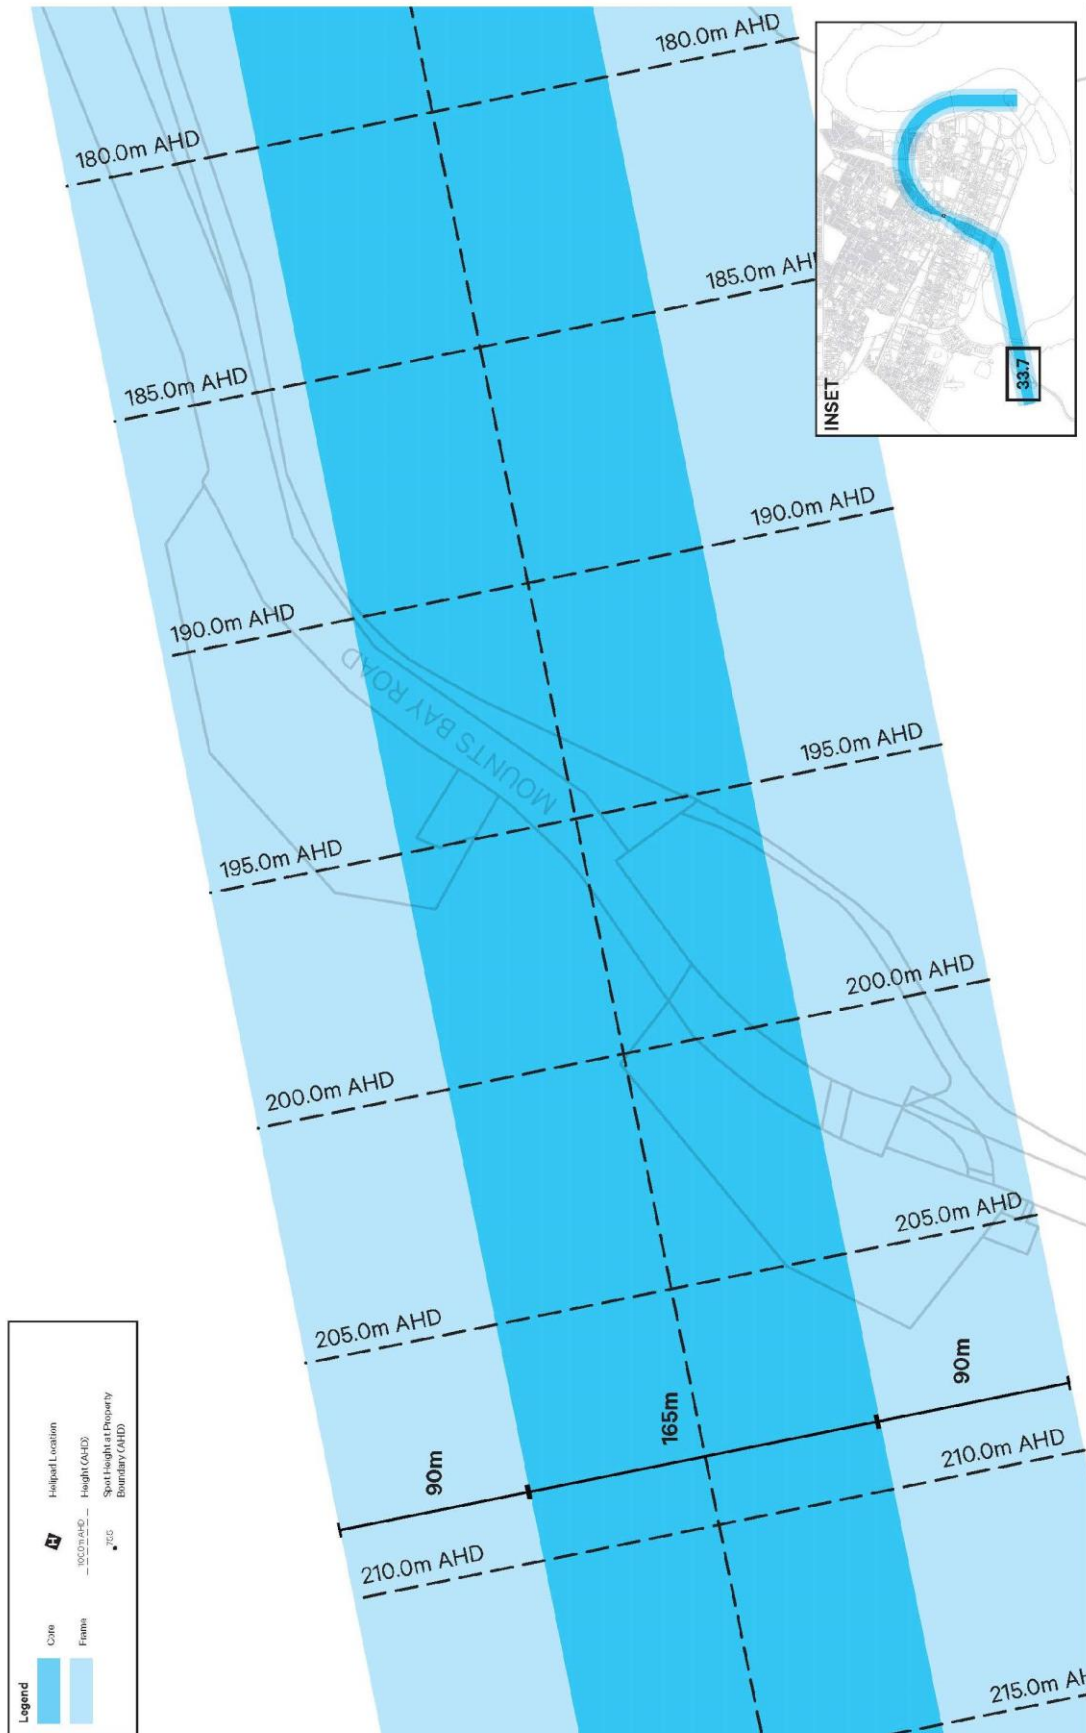 180.0m AHD
180.0m AHD
185.0m AH
185.0m AHD
190.0m AHD
190.0m AHD
MOUNTS BAY ROAD
195.0m AHD
195.0m AHD
200.0m AHD
200.0m AHD
205.0m AHD
205.0m AHD
90m
165m
90m
210.0m AHD
210.0m AHD
215.0m AH
INSET
33.7
Legend
Core
Frame
Helipad Location
Height (AHD)
Spot Height at Property
Boundary (AHD)
H